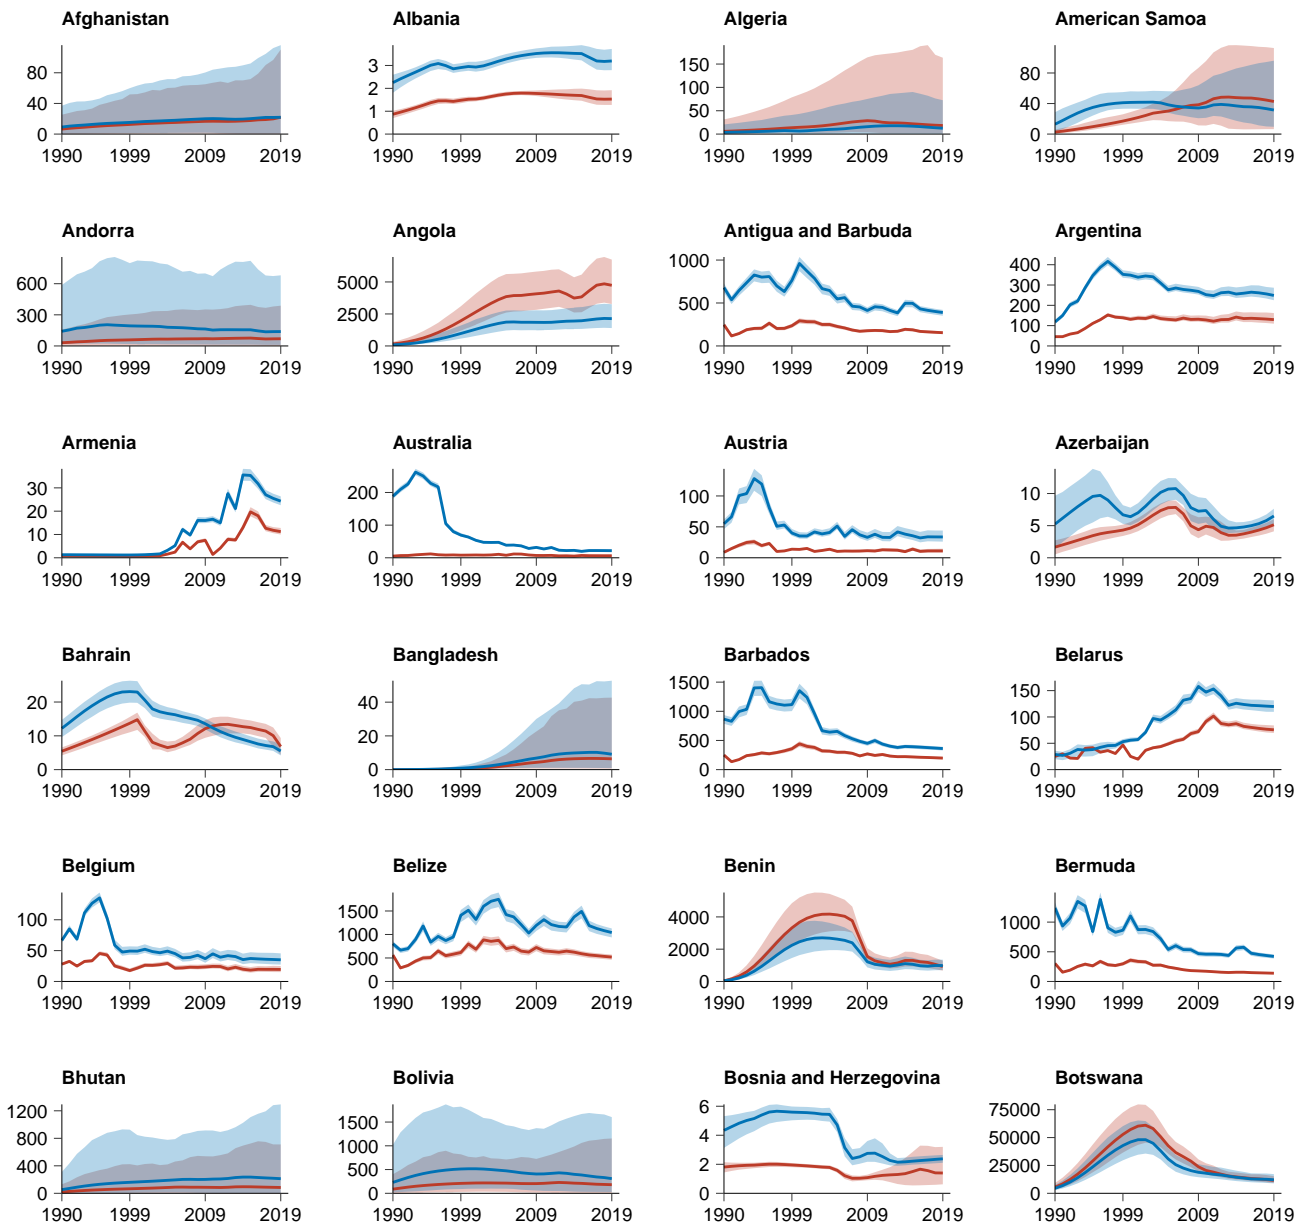 Afghanistan
Albania
Algeria
American Samoa
80
40
0
1990 1999 2009 2019
3
2
1
0
1990 1999 2009 2019
150
100
50
0
1990 1999 2009 2019
80
40
0
1990 1999 2009 2019
Andorra
Angola
Antigua and Barbuda
Argentina
600
300
0
1990 1999 2009 2019
5000
2500
0
1990 1999 2009 2019
1000
500
0
1990 1999 2009 2019
400
300
200
100
0
1990 1999 2009 2019
Armenia
Australia
Austria
Azerbaijan
30
20
10
0
1990 1999 2009 2019
200
100
0
1990 1999 2009 2019
100
50
0
1990 1999 2009 2019
10
5
0
1990 1999 2009 2019
Bahrain
Bangladesh
Barbados
Belarus
20
10
0
1990 1999 2009 2019
40
20
0
1990 1999 2009 2019
1500
1000
500
0
1990 1999 2009 2019
150
100
50
0
1990 1999 2009 2019
Belgium
Belize
Benin
Bermuda
100
50
0
1990 1999 2009 2019
1500
1000
500
0
1990 1999 2009 2019
4000
2000
0
1990 1999 2009 2019
1000
500
0
1990 1999 2009 2019
Bhutan
Bolivia
Bosnia and Herzegovina
Botswana
1200
800
400
0
1990 1999 2009 2019
1500
1000
500
0
1990 1999 2009 2019
6
4
2
0
1990 1999 2009 2019
75000
50000
25000
0
1990 1999 2009 2019